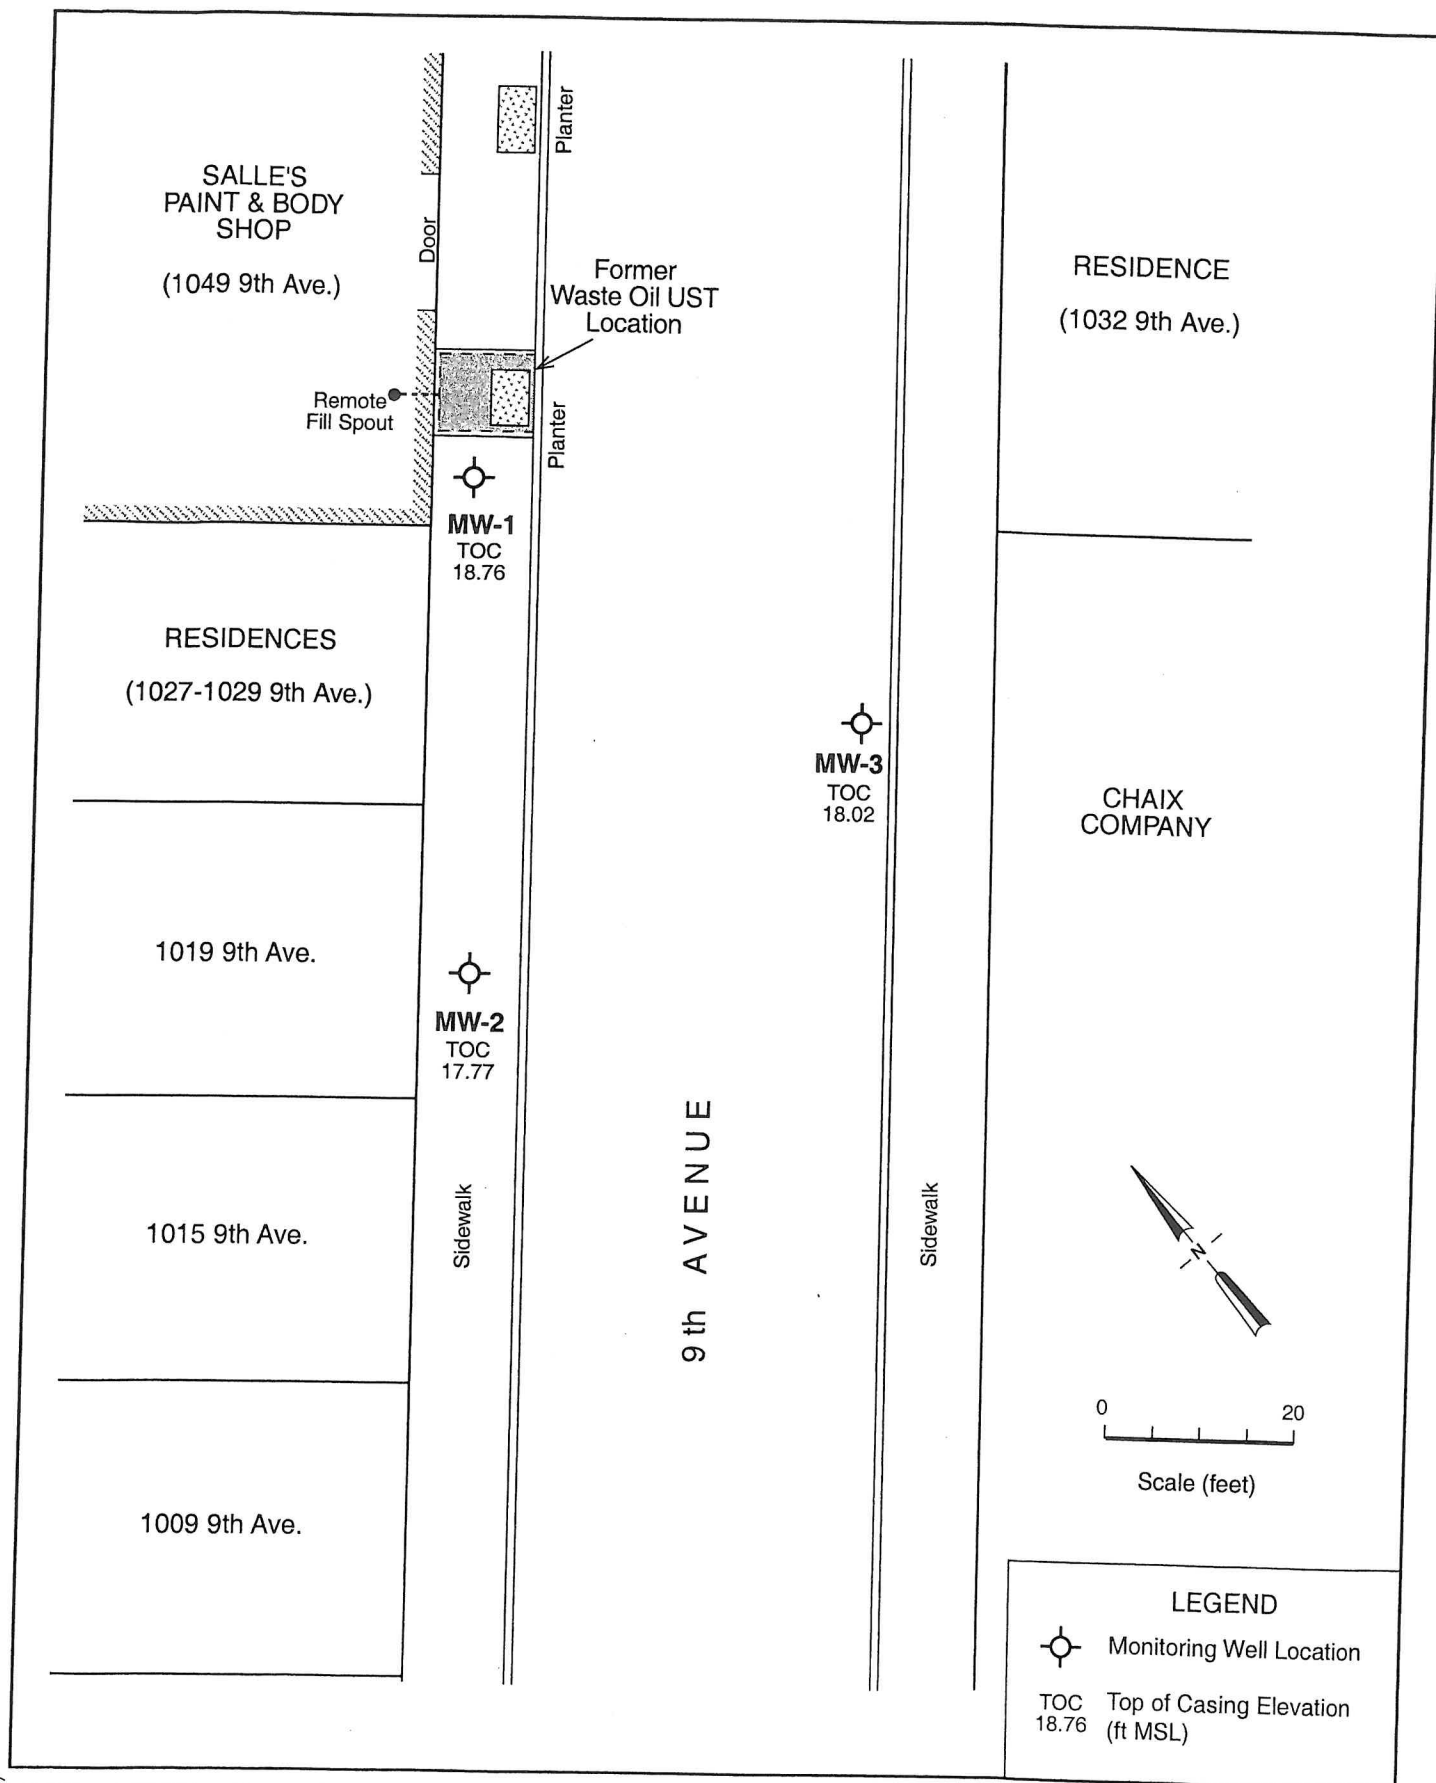 SALLE'S
PAINT & BODY
SHOP
(1049 9th Ave.)
Door
Planter
Former
Waste Oil UST
Location
Remote
Fill Spout
Planter
RESIDENCE
(1032 9th Ave.)
MW-1
TOC
18.76
RESIDENCES
(1027-1029 9th Ave.)
MW-3
TOC
18.02
CHAIX
COMPANY
1019 9th Ave.
MW-2
TOC
17.77
9th AVENUE
1015 9th Ave.
Sidewalk
Sidewalk
N
0 20
Scale (feet)
1009 9th Ave.
LEGEND
Monitoring Well Location
TOC
18.76
Top of Casing Elevation
(ft MSL)